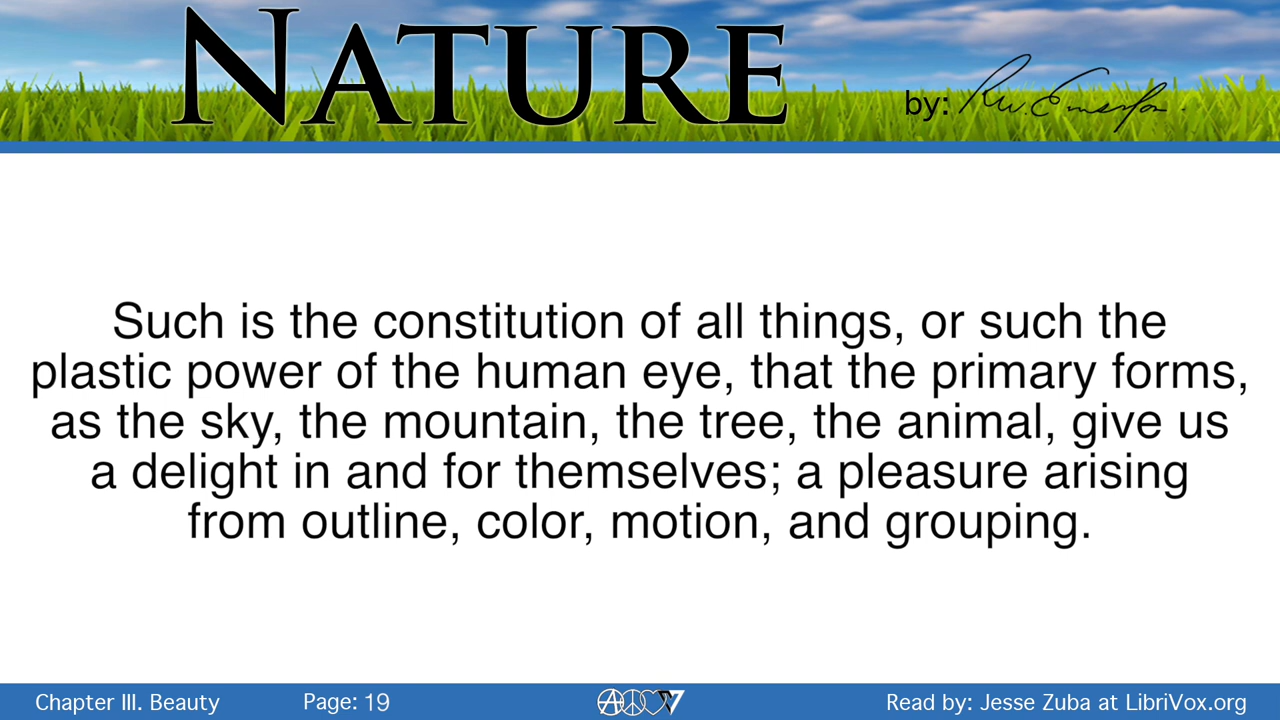 NATURE
by: R.W. Emerson.
Such is the constitution of all things, or such the
plastic power of the human eye, that the primary forms,
as the sky, the mountain, the tree, the animal, give us
a delight in and for themselves; a pleasure arising
from outline, color, motion, and grouping.
Chapter III. Beauty Page: 19 Read by: Jesse Zuba at LibriVox.org